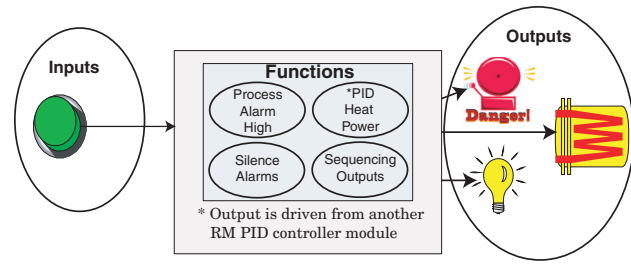 Inputs
Functions
Process
Alarm
High
*PID
Heat
Power
Silence
Alarms
Sequencing
Outputs
* Output is driven from another
RM PID controller module
Outputs
Danger!